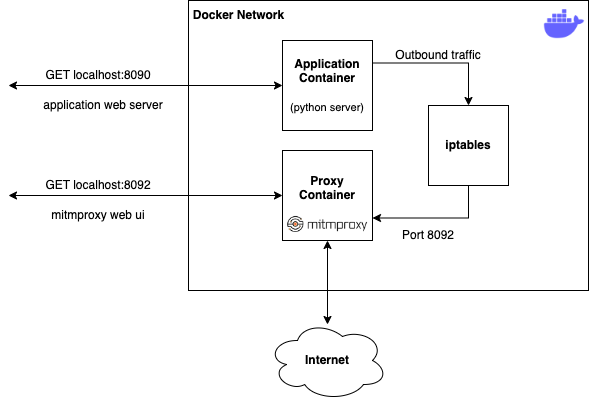 Docker Network
GET localhost:8090
application web server
Application
Container
(python server)
Outbound traffic
iptables
GET localhost:8092
mitmproxy web ui
Proxy
Container
mitmproxy
Port 8092
Internet